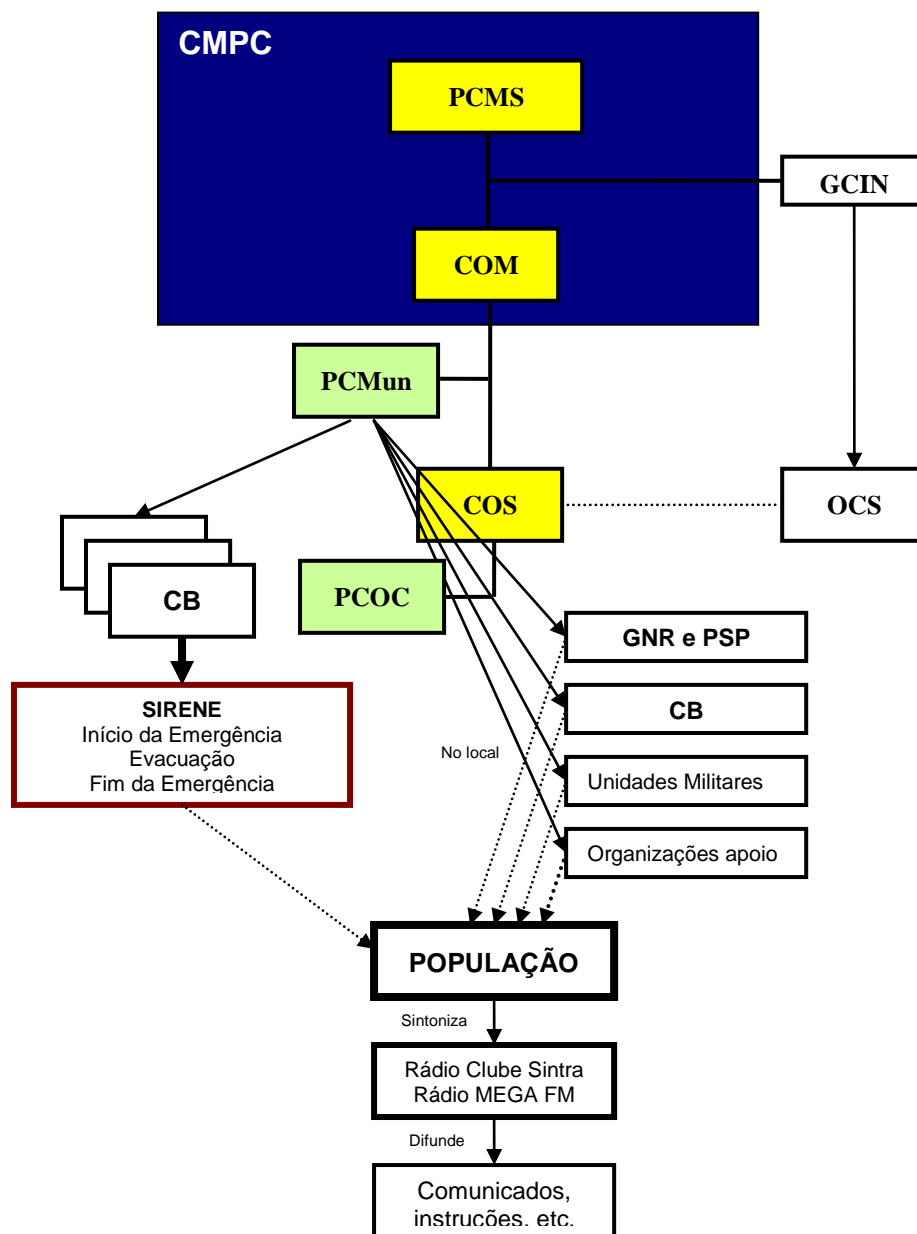 CMPC
PCMS
GCIN
COM
PCMun
COS
OCS
CB
PCOC
GNR e PSP
SIRENE
Início da Emergência
Evacuação
Fim da Emergência
CB
No local
Unidades Militares
Organizações apoio
POPULAÇÃO
Sintoniza
Rádio Clube Sintra
Rádio MEGA FM
Difunde
Comunicados,
instruções, etc.